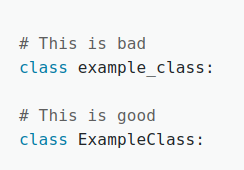 # This is bad
class example_class:
# This is good
class ExampleClass: